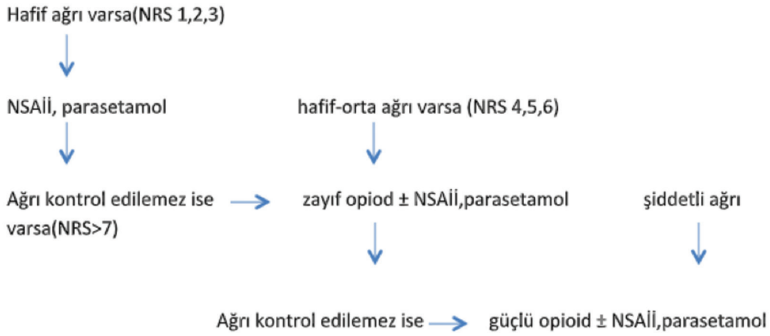 Hafif ağrı varsa(NRS 1,2,3)
NSAİİ, parasetamol
hafif-orta ağrı varsa (NRS 4,5,6)
Ağrı kontrol edilemez ise
varsa(NRS>7)
zayıf opiod ± NSAİİ,parasetamol
şiddetli ağrı
Ağrı kontrol edilemez ise
güçlü opioid ± NSAİİ,parasetamol